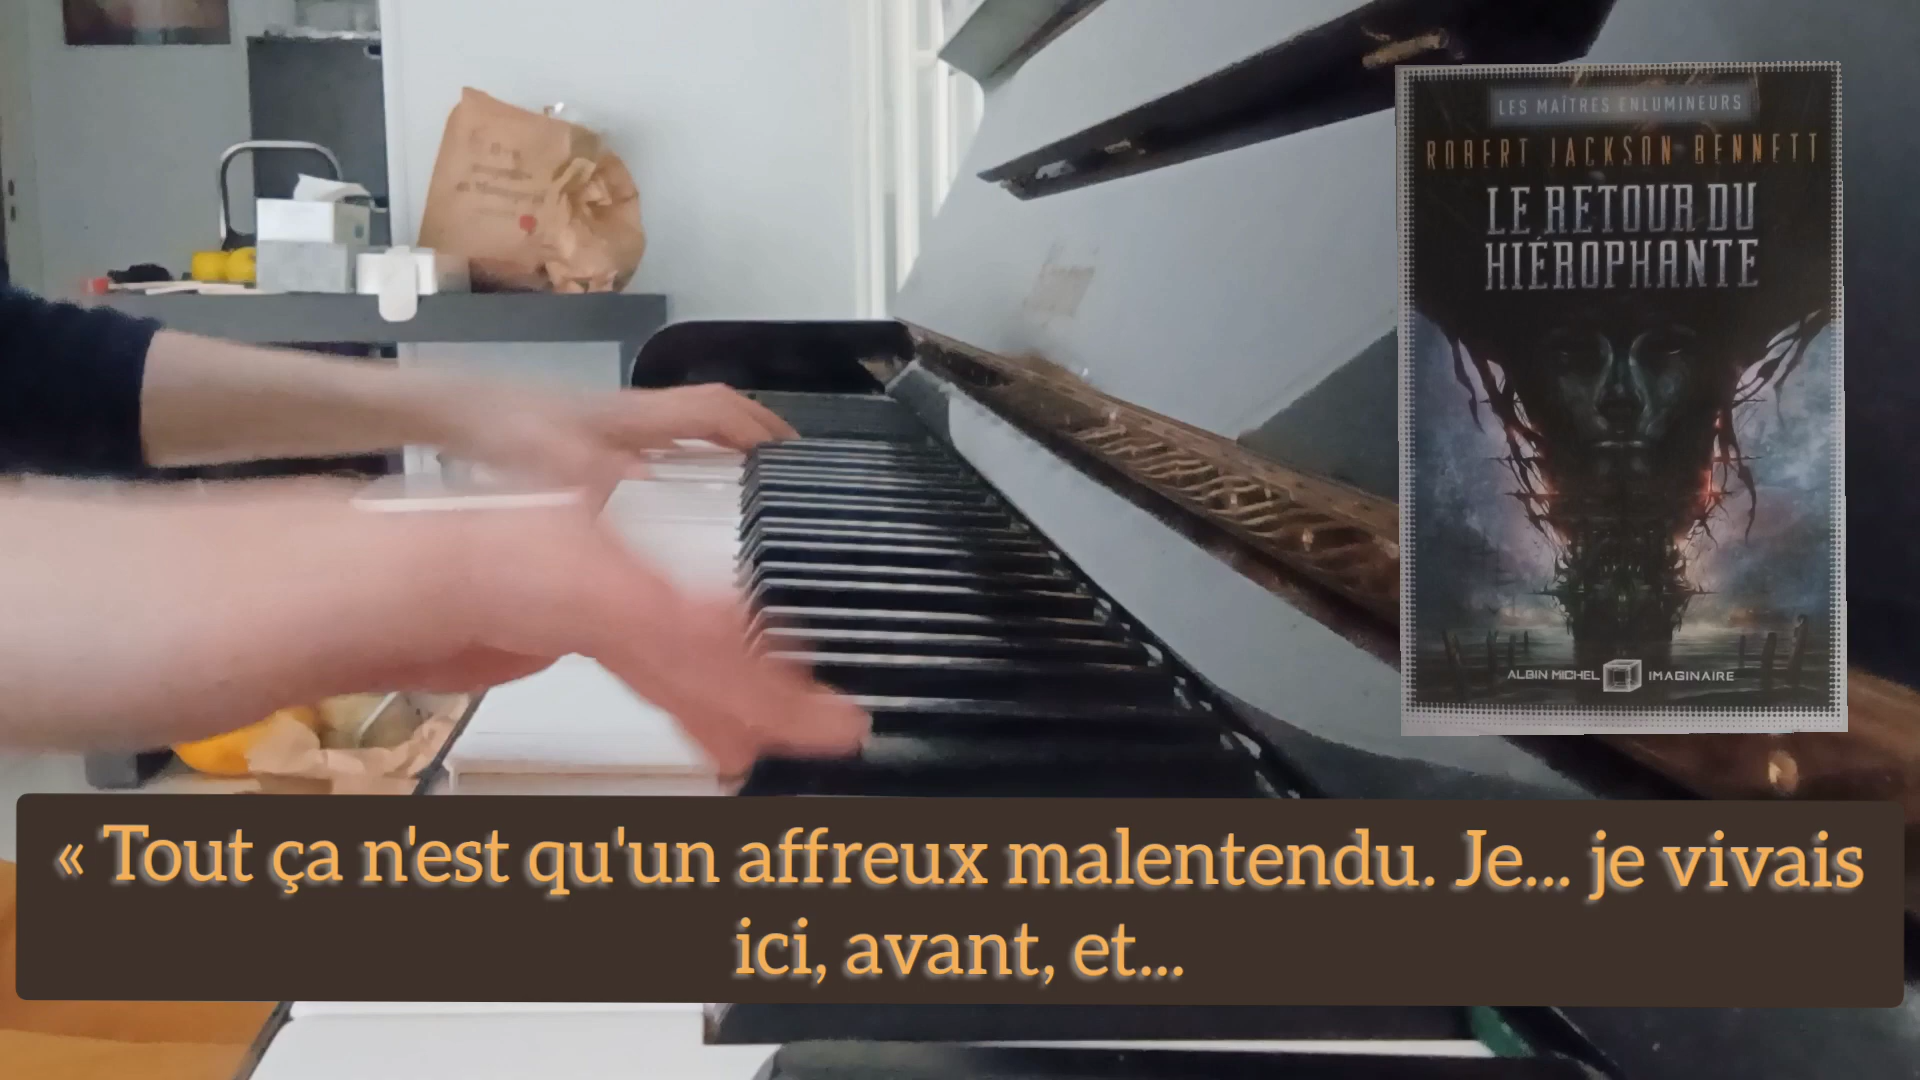 LES MAÎTRES ENLUMINEURS
ROBERT JACKSON BENNETT
LE RETOUR DU
HIÉROPHANTE
ALBIN MICHEL IMAGINAIRE
« Tout ça n'est qu'un affreux malentendu. Je... je vivais
ici, avant, et...